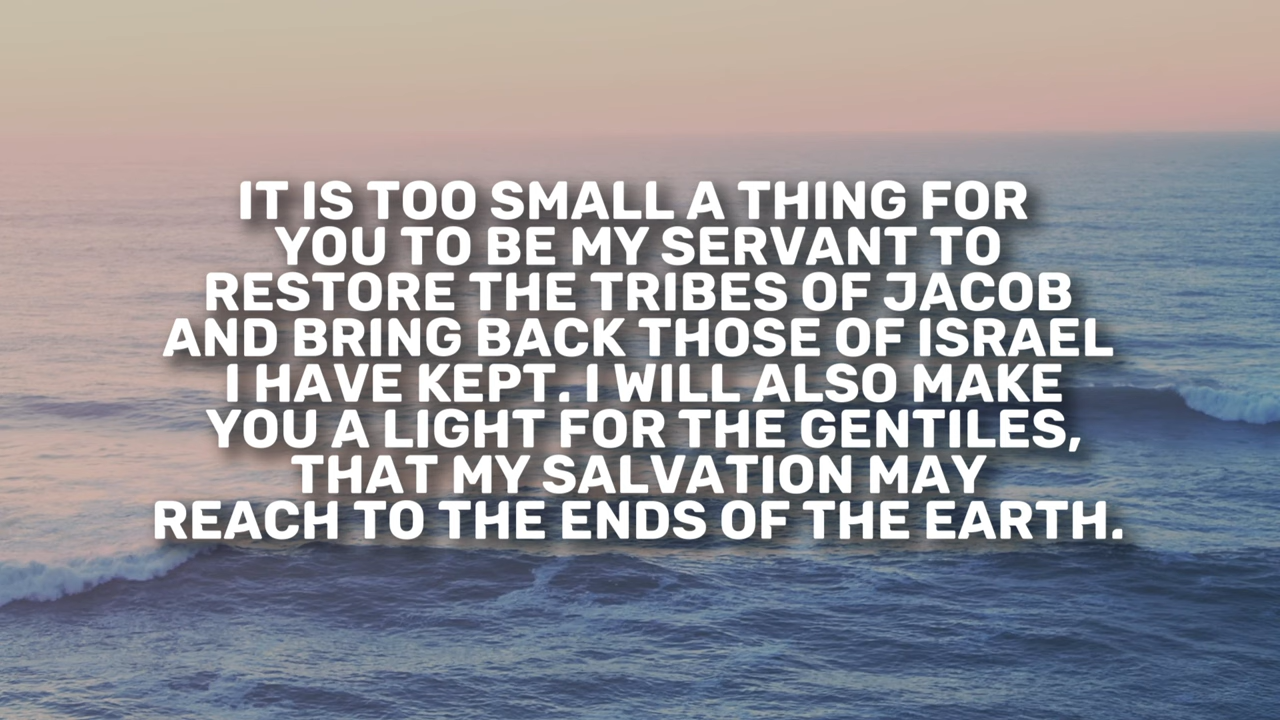 IT IS TOO SMALL A THING FOR
YOU TO BE MY SERVANT TO
RESTORE THE TRIBES OF JACOB
AND BRING BACK THOSE OF ISRAEL
I HAVE KEPT. I WILL ALSO MAKE
YOU A LIGHT FOR THE GENTILES,
THAT MY SALVATION MAY
REACH TO THE ENDS OF THE EARTH.